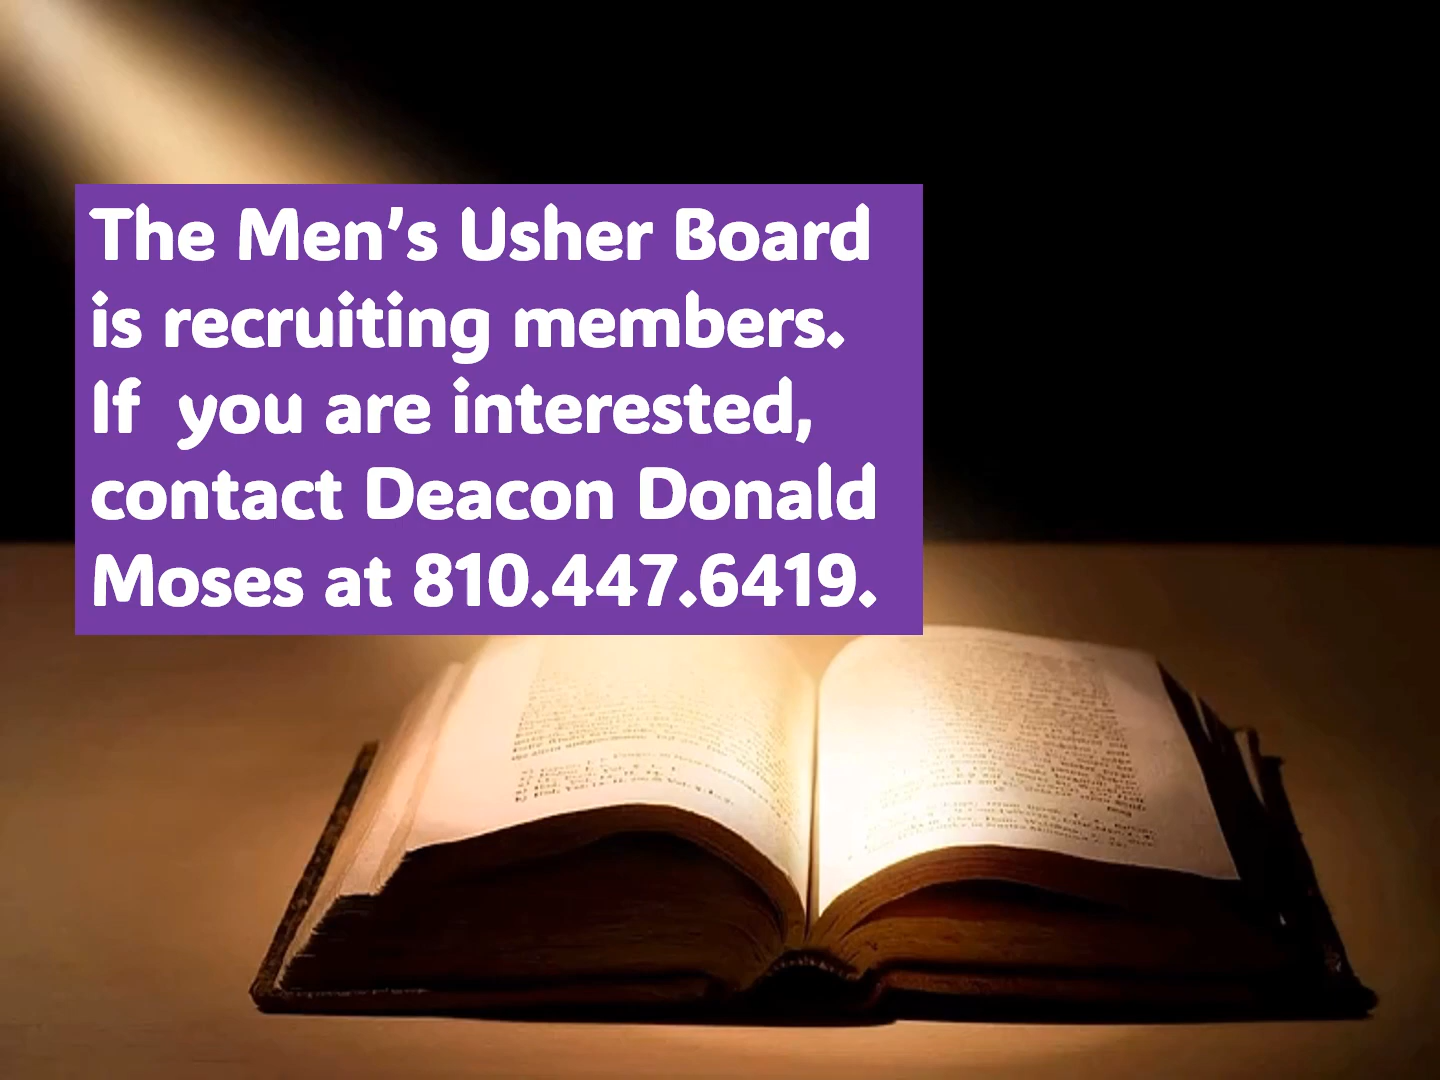 The Men’s Usher Board
is recruiting members.
If  you are interested,
contact Deacon Donald
Moses at 810.447.6419.